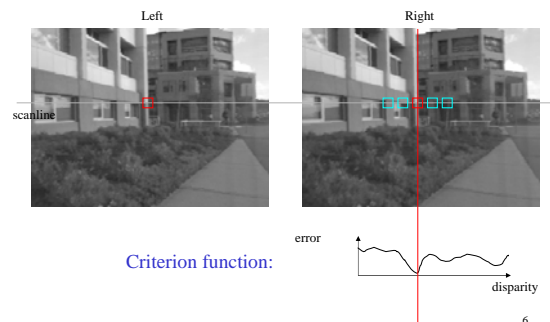 Left
Right
scanline
error
Criterion function:
disparity
6